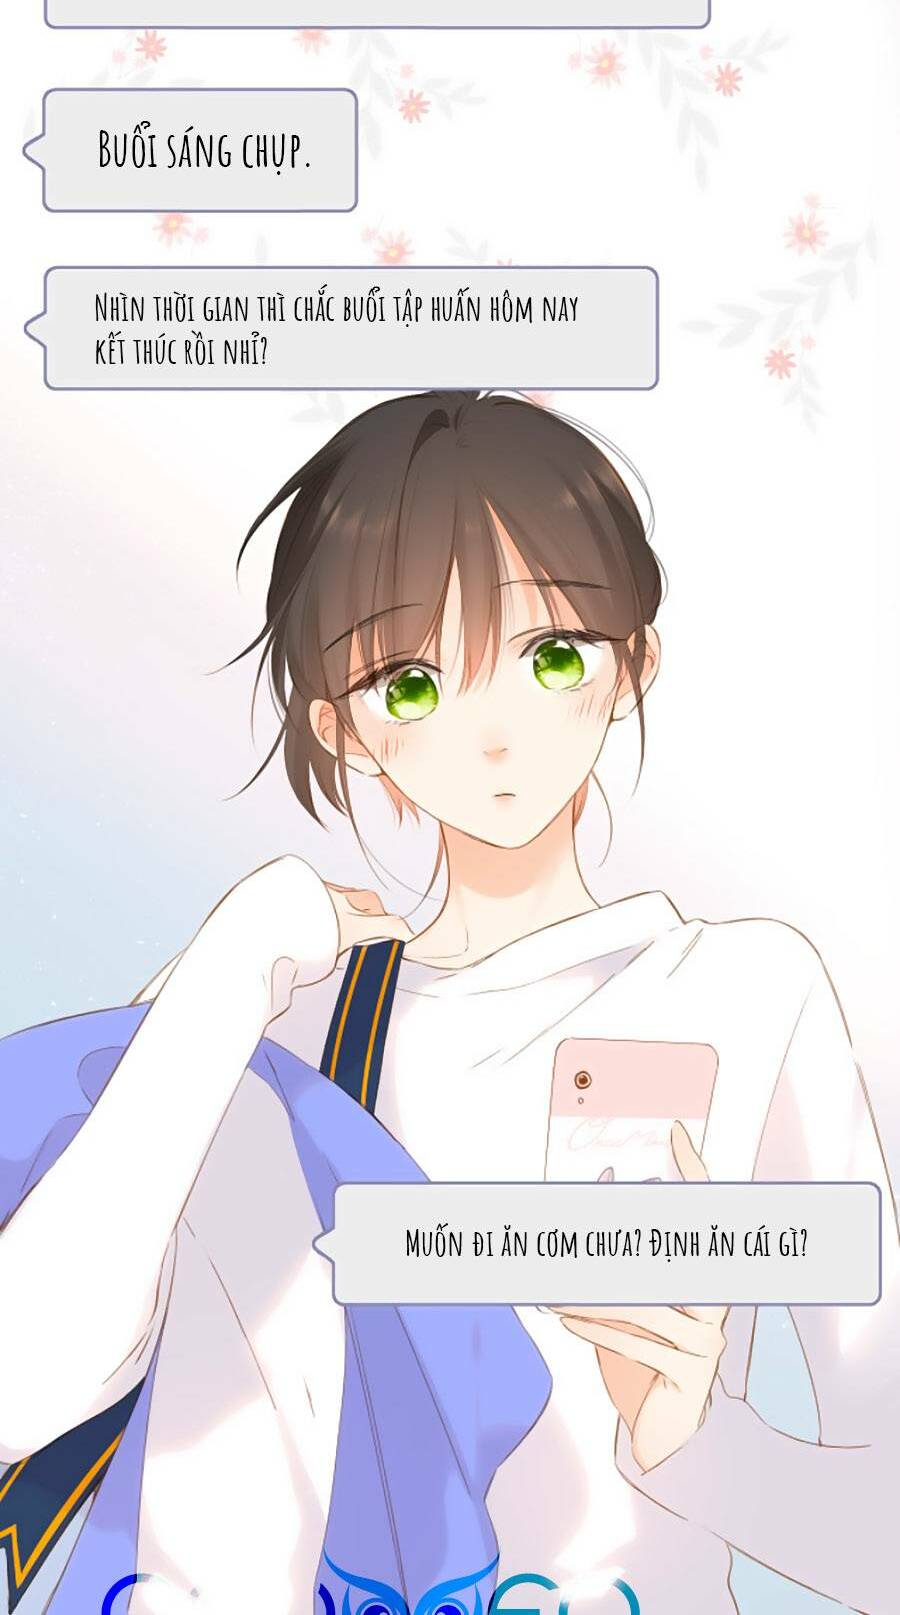 BUỔI SÁNG CHỤP.
NHÌN THỜI GIAN THÌ CHẮC BUỔI TẬP HUẤN HÔM NAY
KẾT THÚC RỒI NHỈ?
MUỐN ĐI ĂN CƠM CHƯA? ĐỊNH ĂN CÁI GÌ?